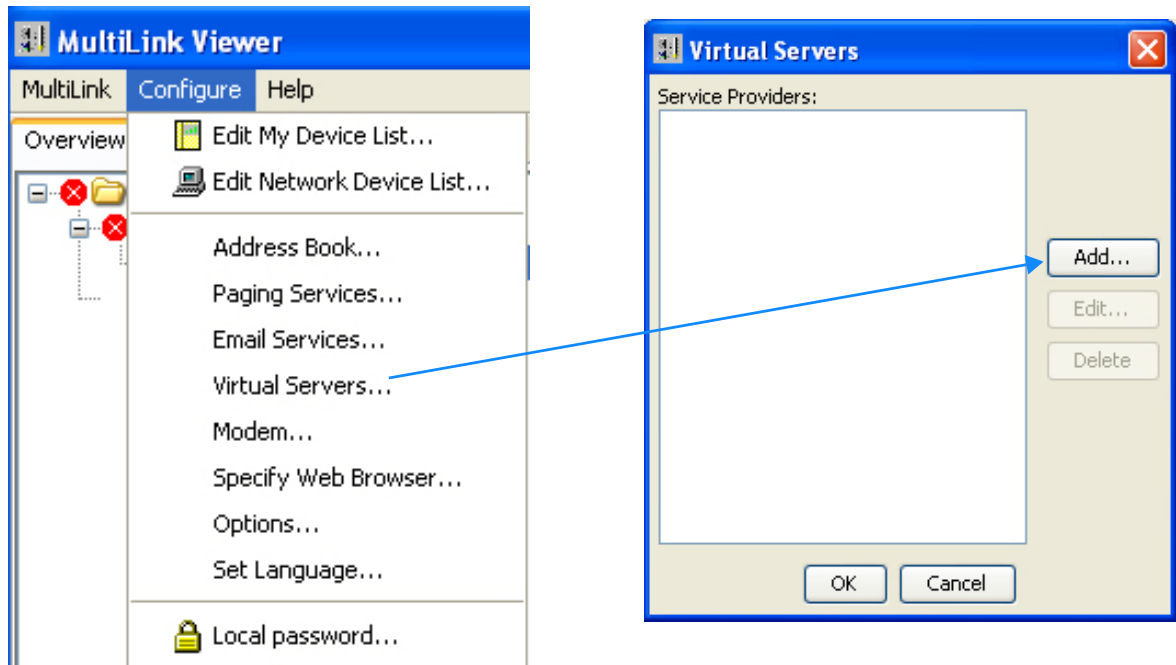 MultiLink Viewer
MultiLink Configure Help
Overview
Edit My Device List...
Edit Network Device List...
Address Book...
Paging Services...
Email Services...
Virtual Servers...
Modem...
Specify Web Browser...
Options...
Set Language...
Local password...
Virtual Servers
Service Providers:
Add...
Edit...
Delete
OK Cancel